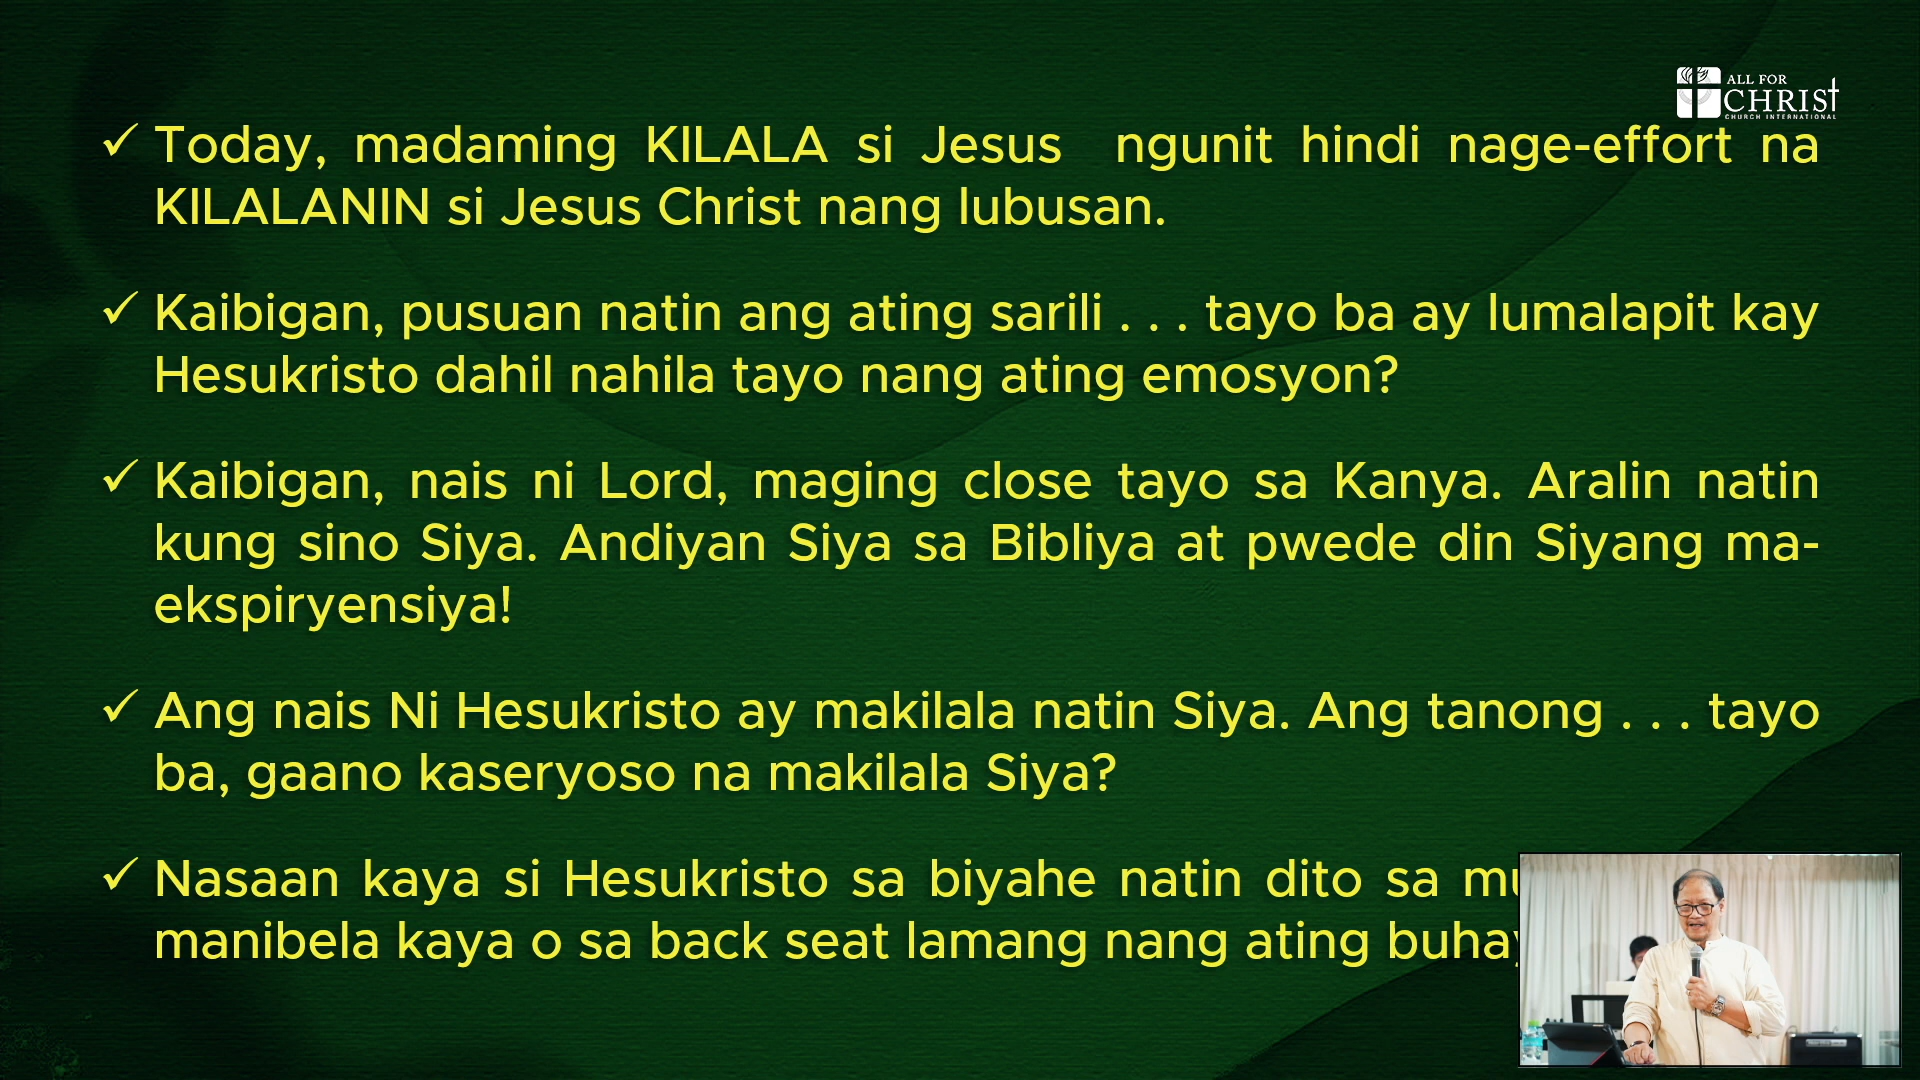 ALL FOR
CHRIST
CHURCH INTERNATIONAL
✓ Today, madaming KILALA si Jesus ngunit hindi nage-effort na
KILALANIN si Jesus Christ nang lubusan.
✓ Kaibigan, pusuan natin ang ating sarili . . . tayo ba ay lumalapit kay
Hesukristo dahil nahila tayo nang ating emosyon?
✓ Kaibigan, nais ni Lord, maging close tayo sa Kanya. Aralin natin
kung sino Siya. Andiyan Siya sa Bibliya at pwede din Siyang ma-
ekspiryensiya!
✓ Ang nais Ni Hesukristo ay makilala natin Siya. Ang tanong . . . tayo
ba, gaano kaseryoso na makilala Siya?
✓ Nasaan kaya si Hesukristo sa biyahe natin dito sa
manibela kaya o sa back seat lamang nang ating